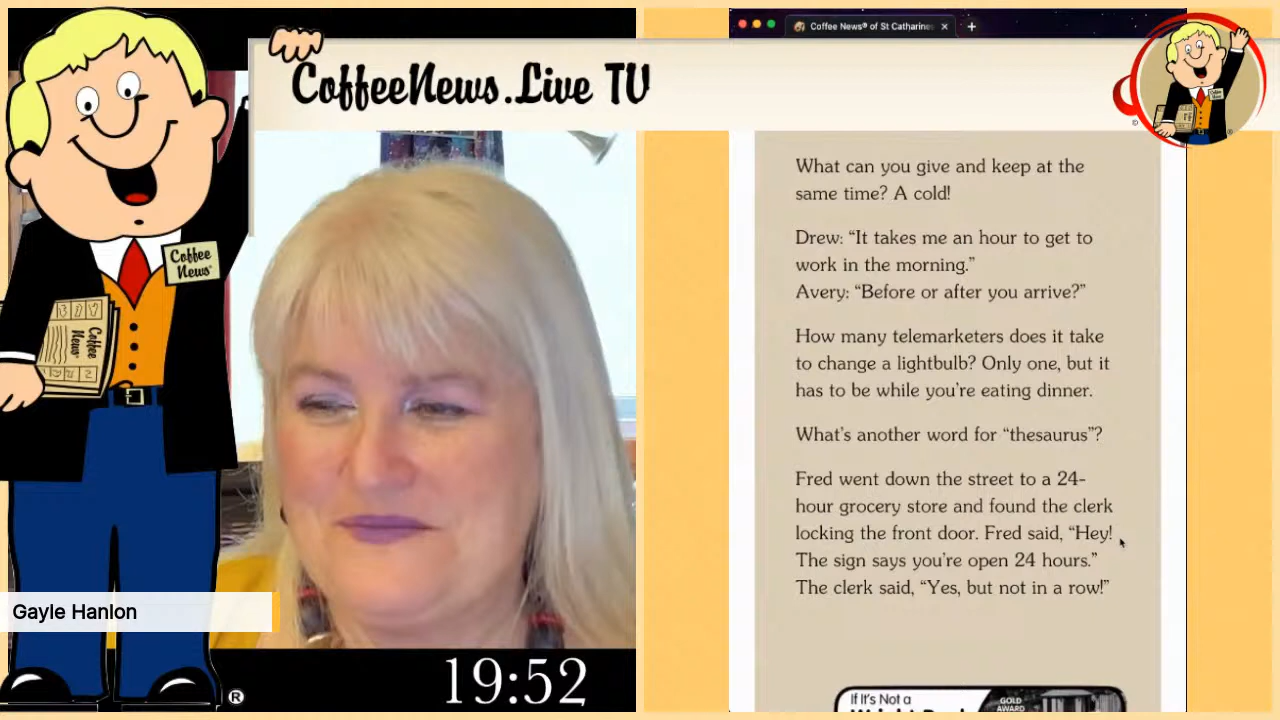 Coffee News® of St Catharines
CoffeeNews.Live TV
Coffee
News
Coffee
News
What can you give and keep at the
same time? A cold!
Drew: “It takes me an hour to get to
work in the morning.”
Avery: “Before or after you arrive?”
How many telemarketers does it take
to change a lightbulb? Only one, but it
has to be while you’re eating dinner.
What’s another word for “thesaurus”?
Fred went down the street to a 24-
hour grocery store and found the clerk
locking the front door. Fred said, “Hey!
The sign says you’re open 24 hours.”
The clerk said, “Yes, but not in a row!”
Gayle Hanlon
®
19:52
If It's Not a
GOLD
AWARD